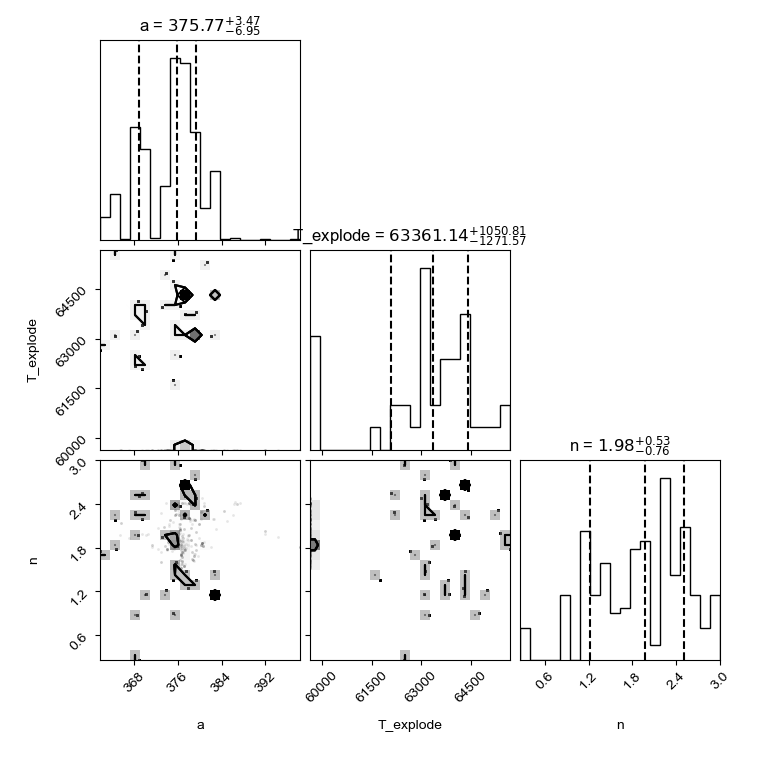 a = 375.77+3.47−6.95
T_explode = 63361.14+1050.81−1271.57
64500
63000
61500
60000
T_explode
n = 1.98+0.53−0.76
3.0
2.4
1.8
1.2
0.6
n
368 376 384 392 60000 61500 63000 64500 0.6 1.2 1.8 2.4 3.0
a T_explode n